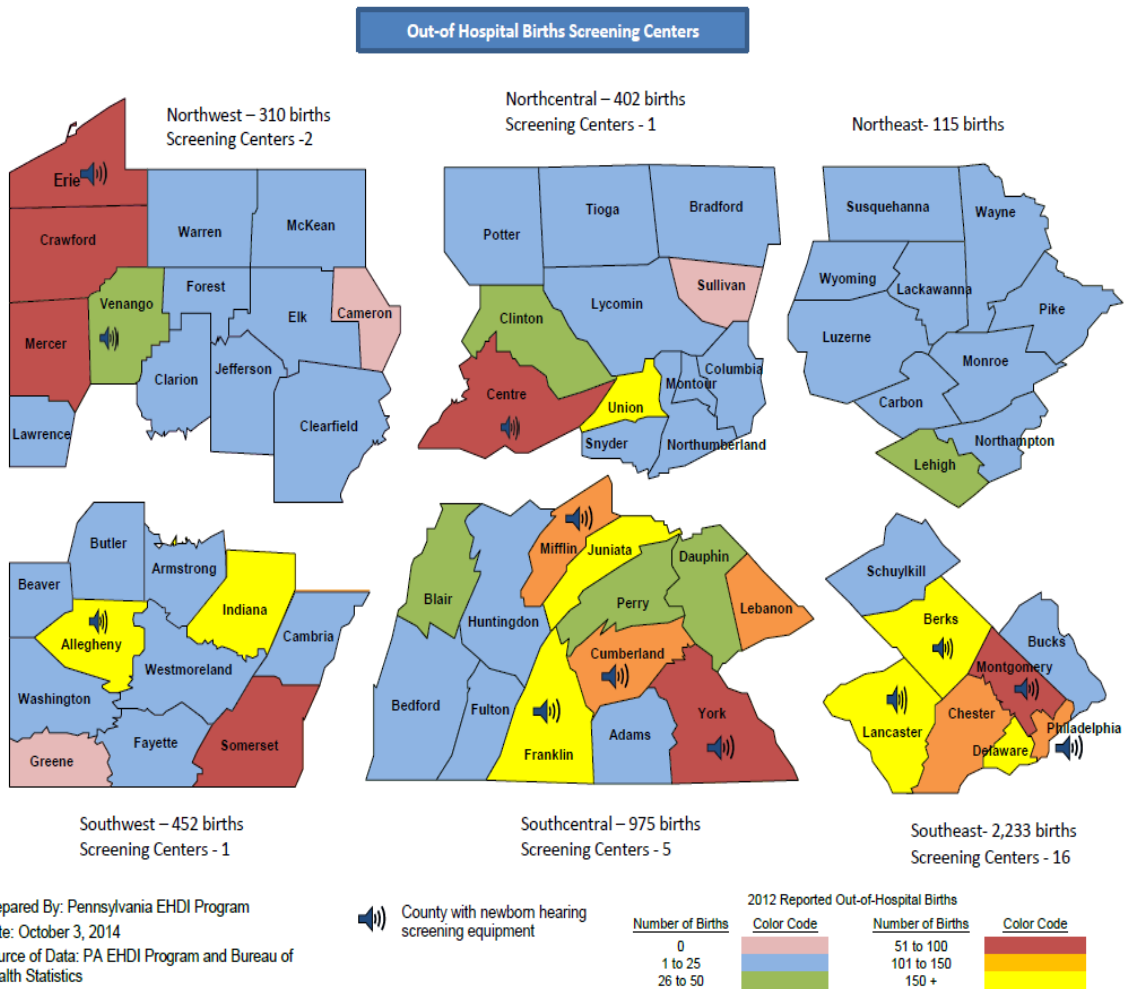 Out-of Hospital Births Screening Centers
Northwest – 310 births
Screening Centers -2
Northcentral – 402 births
Screening Centers - 1
Northeast- 115 births
Erie
Crawford
Mercer
Lawrence
Venango
Warren
McKean
Forest
Elk
Cameron
Clarion
Jefferson
Clearfield
Potter
Tioga
Bradford
Sullivan
Lycomin
Clinton
Centre
Union
Montour
Columbia
Snyder
Northumberland
Susquehanna
Wayne
Wyoming
Lackawanna
Pike
Luzerne
Monroe
Carbon
Northampton
Lehigh
Butler
Beaver
Armstrong
Indiana
Allegheny
Cambria
Westmoreland
Washington
Fayette
Somerset
Greene
Mifflin
Juniata
Dauphin
Blair
Perry
Lebanon
Huntingdon
Cumberland
Bedford
Fulton
York
Adams
Franklin
Schuylkill
Berks
Bucks
Montgomery
Lancaster
Chester
Philadelphia
Delaware
Southwest – 452 births
Screening Centers - 1
Southcentral – 975 births
Screening Centers - 5
Southeast- 2,233 births
Screening Centers - 16
epared By: Pennsylvania EHDI Program
te: October 3, 2014
urce of Data: PA EHDI Program and Bureau of
alth Statistics
County with newborn hearing
screening equipment
2012 Reported Out-of-Hospital Births
Number of Births Color Code Number of Births Color Code
0 51 to 100
1 to 25 101 to 150
26 to 50 150 +